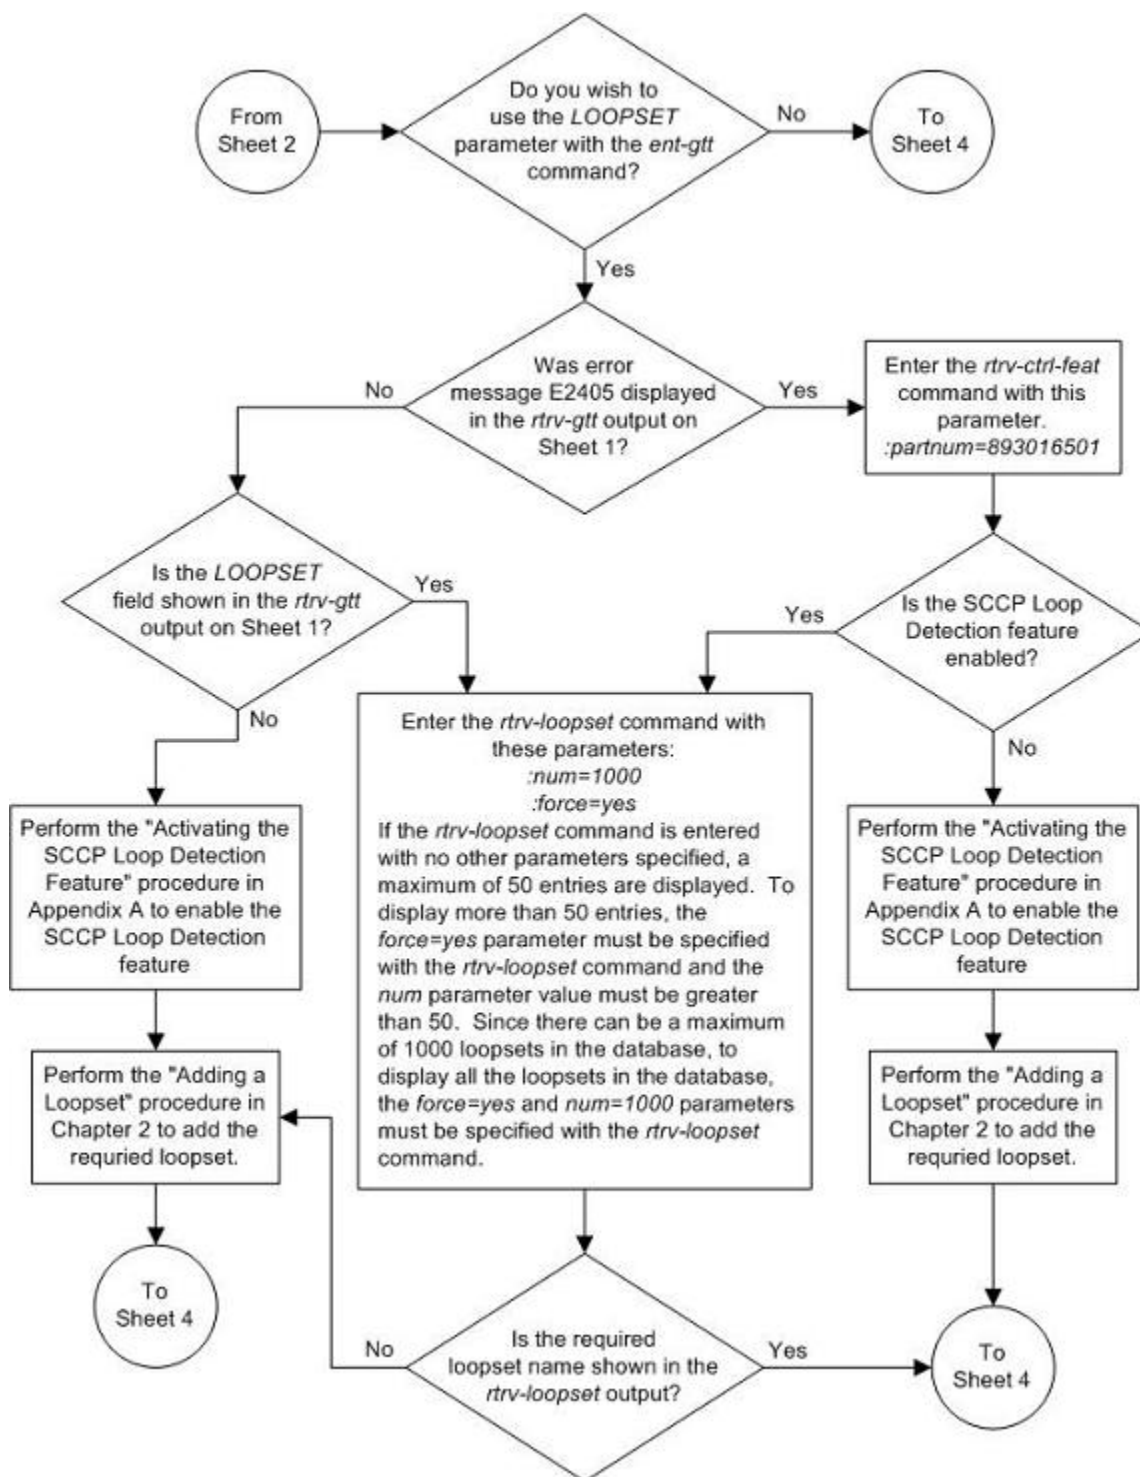 From
Sheet 2
Do you wish to
use the LOOPSET
parameter with the ent-gtt
command?
No
To
Sheet 4
Yes
Was error
message E2405 displayed
in the rtrv-gtt output on
Sheet 1?
No
Yes
Enter the rtrv-ctrl-feat
command with this
parameter.
:partnum=893016501
Is the LOOPSET
field shown in the rtrv-gtt
output on Sheet 1?
Yes
No
Is the SCCP Loop
Detection feature
enabled?
Yes
No
Enter the rtrv-loopset command with
these parameters:
:num=1000
:force=yes
If the rtrv-loopset command is entered
with no other parameters specified, a
maximum of 50 entries are displayed. To
display more than 50 entries, the
force=yes parameter must be specified
with the rtrv-loopset command and the
num parameter value must be greater
than 50. Since there can be a maximum
of 1000 loopsets in the database, to
display all the loopsets in the database,
the force=yes and num=1000 parameters
must be specified with the rtrv-loopset
command.
Perform the "Activating the
SCCP Loop Detection
Feature" procedure in
Appendix A to enable the
SCCP Loop Detection
feature
Perform the "Activating the
SCCP Loop Detection
Feature" procedure in
Appendix A to enable the
SCCP Loop Detection
feature
Perform the "Adding a
Loopset" procedure in
Chapter 2 to add the
requried loopset.
Perform the "Adding a
Loopset" procedure in
Chapter 2 to add the
requried loopset.
To
Sheet 4
Is the required
loopset name shown in the
rtrv-loopset output?
No
Yes
To
Sheet 4